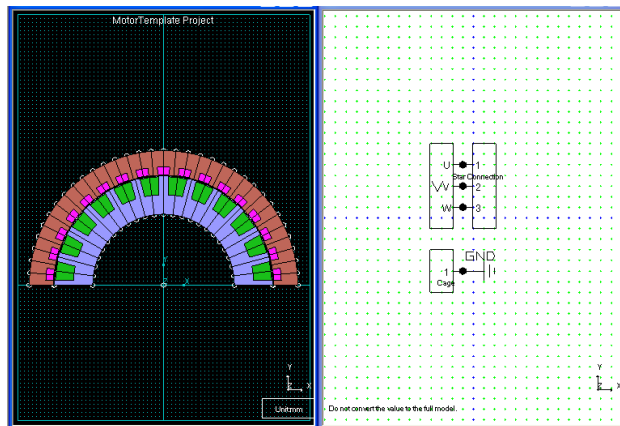 MotorTemplate Project
Y
Z
X
Y
Z X
Unit:mm
U 1
Star Connection
V 2
W 3
GND
1
Cage
Y
Z X
Do not convert the value to the full model.